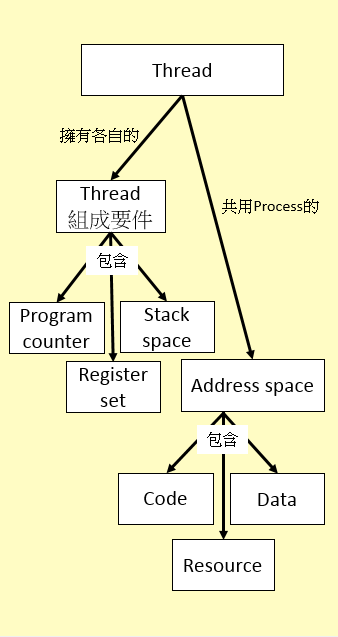 Thread
擁有各自的
共用Process的
Thread
組成要件
包含
Program
counter
Stack
space
Register
set
Address space
包含
Code
Data
Resource